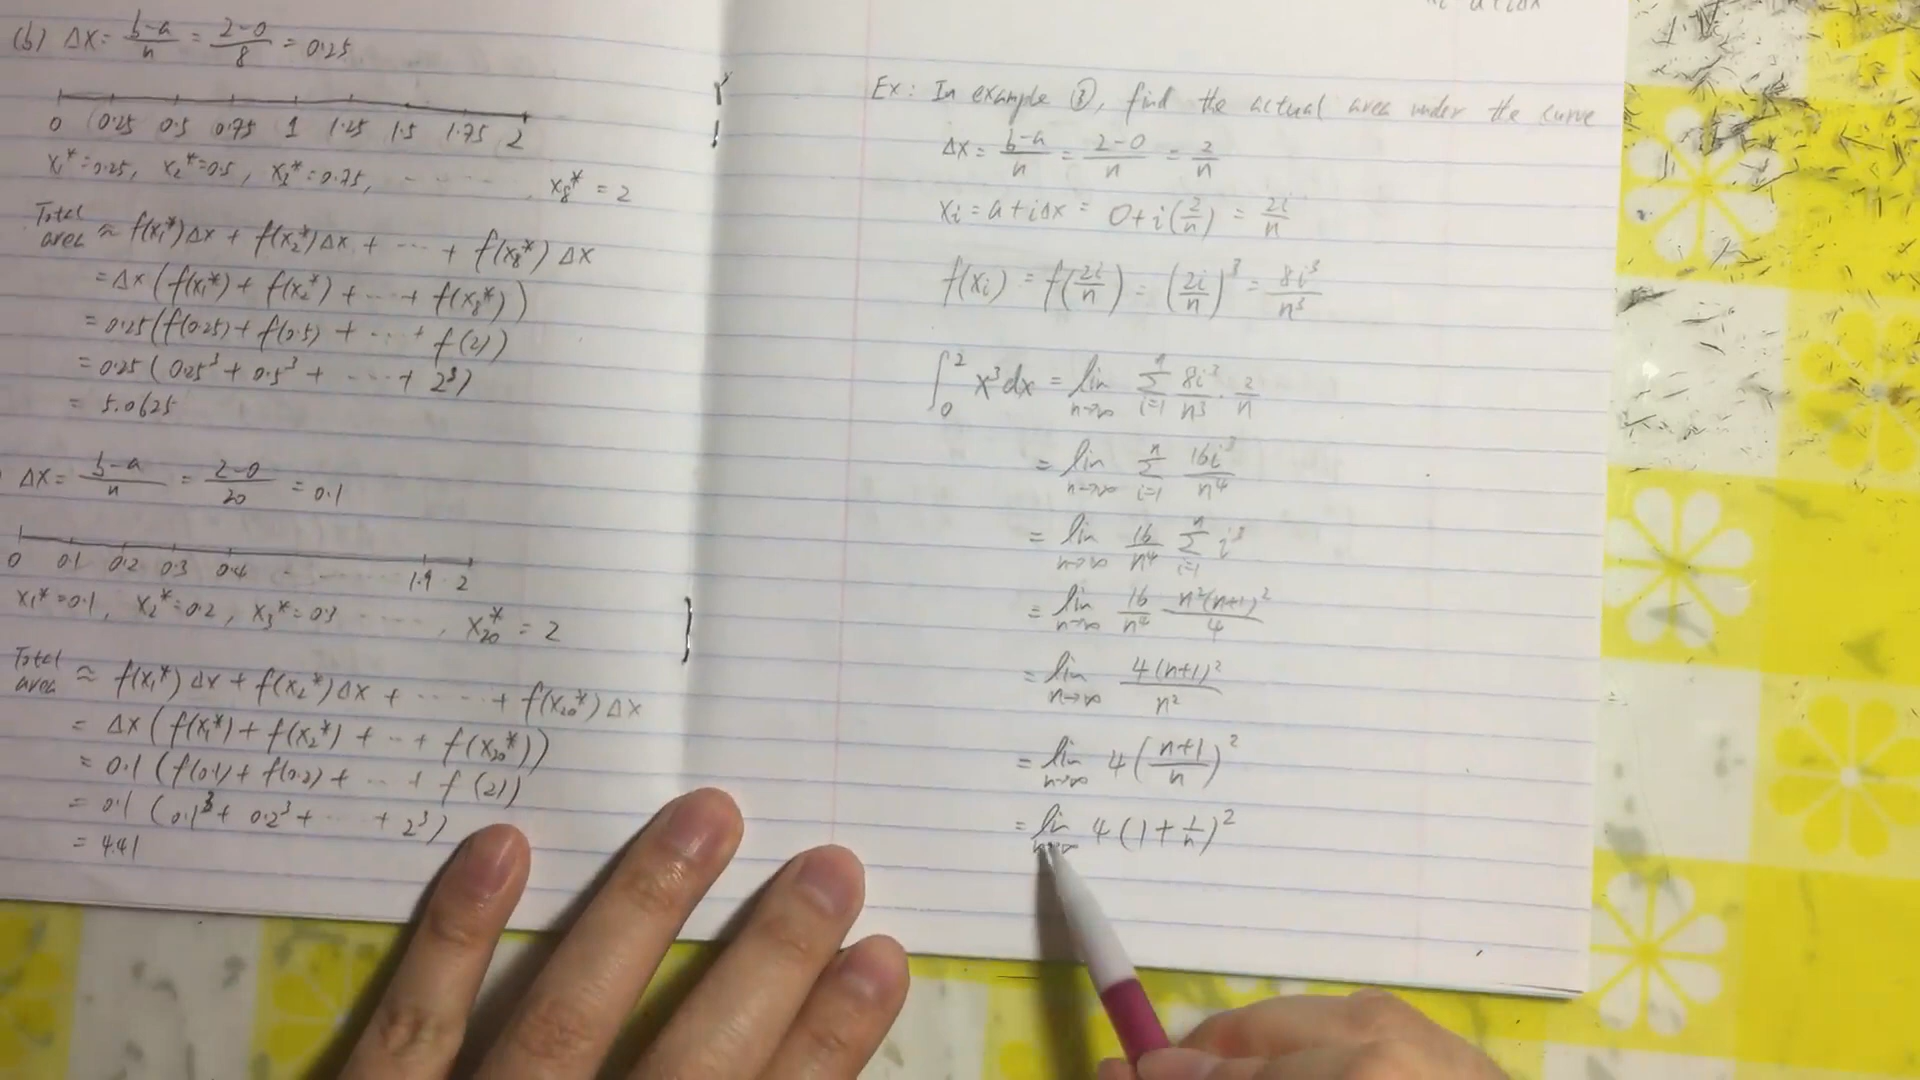 (b) Δx = b-a/n = 2-0/8 = 0.25
0 0.25 0.5 0.75 1 1.25 1.5 1.75 2
x₁* = 0.25, x₂* = 0.5, x₃* = 0.75, ... , x₈* = 2
Total area ≈ f(x₁*)Δx + f(x₂*)Δx + ... + f(x₈*)Δx
= Δx (f(x₁*) + f(x₂*) + ... + f(x₈*))
= 0.25 (f(0.25) + f(0.5) + ... + f(2))
= 0.25 (0.25³ + 0.5³ + ... + 2³)
= 5.0625
Δx = b-a/n = 2-0/20 = 0.1
0 0.1 0.2 0.3 0.4 ... 1.9 2
x₁* = 0.1, x₂* = 0.2, x₃* = 0.3 ... , x₂₀* = 2
Total area ≈ f(x₁*)Δx + f(x₂*)Δx + ... + f(x₂₀*)Δx
= Δx (f(x₁*) + f(x₂*) + ... + f(x₂₀*))
= 0.1 (f(0.1) + f(0.2) + ... + f(2))
= 0.1 (0.1³ + 0.2³ + ... + 2³)
= 4.41
Ex: In example ③, find the actual area under the curve
Δx = b-a/n = 2-0/n = 2/n
xᵢ = a + iΔx = 0 + i(2/n) = 2i/n
f(xᵢ) = f(2i/n) = (2i/n)³ = 8i³/n³
∫₀² x³dx = lim n→∞ Σ i=1 n 8i³/n³ · 2/n
= lim n→∞ Σ i=1 n 16i³/n⁴
= lim n→∞ 16/n⁴ Σ i=1 n i³
= lim n→∞ 16/n⁴ n²(n+1)²/4
= lim n→∞ 4(n+1)²/n²
= lim n→∞ 4(n+1/n)²
= lim n→∞ 4(1 + 1/n)²